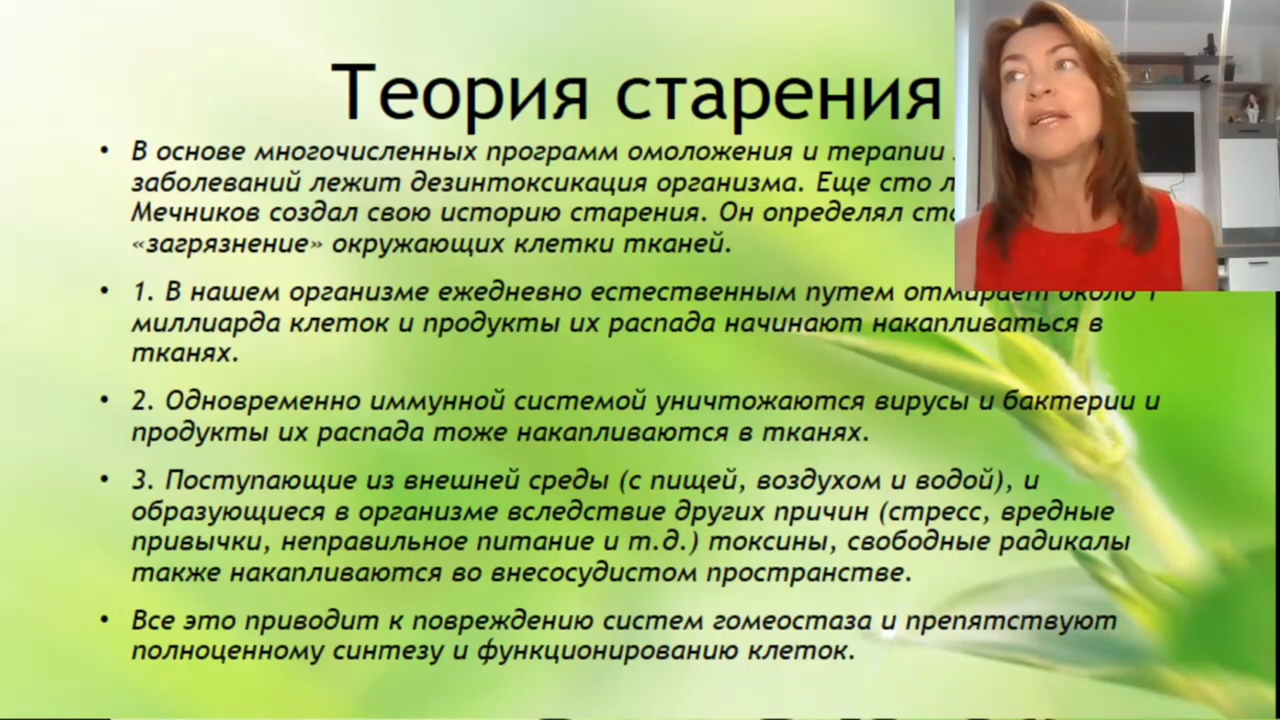 Теория старения
• В основе многочисленных программ омоложения и терапии
заболеваний лежит дезинтоксикация организма. Еще сто
Мечников создал свою историю старения. Он определял
«загрязнение» окружающих клетки тканей.
• 1. В нашем организме ежедневно естественным путем отмирает около 1
миллиарда клеток и продукты их распада начинают накапливаться в
тканях.
• 2. Одновременно иммунной системой уничтожаются вирусы и бактерии и
продукты их распада тоже накапливаются в тканях.
• 3. Поступающие из внешней среды (с пищей, воздухом и водой), и
образующиеся в организме вследствие других причин (стресс, вредные
привычки, неправильное питание и т.д.) токсины, свободные радикалы
также накапливаются во внесосудистом пространстве.
• Все это приводит к повреждению систем гомеостаза и препятствуют
полноценному синтезу и функционированию клеток.